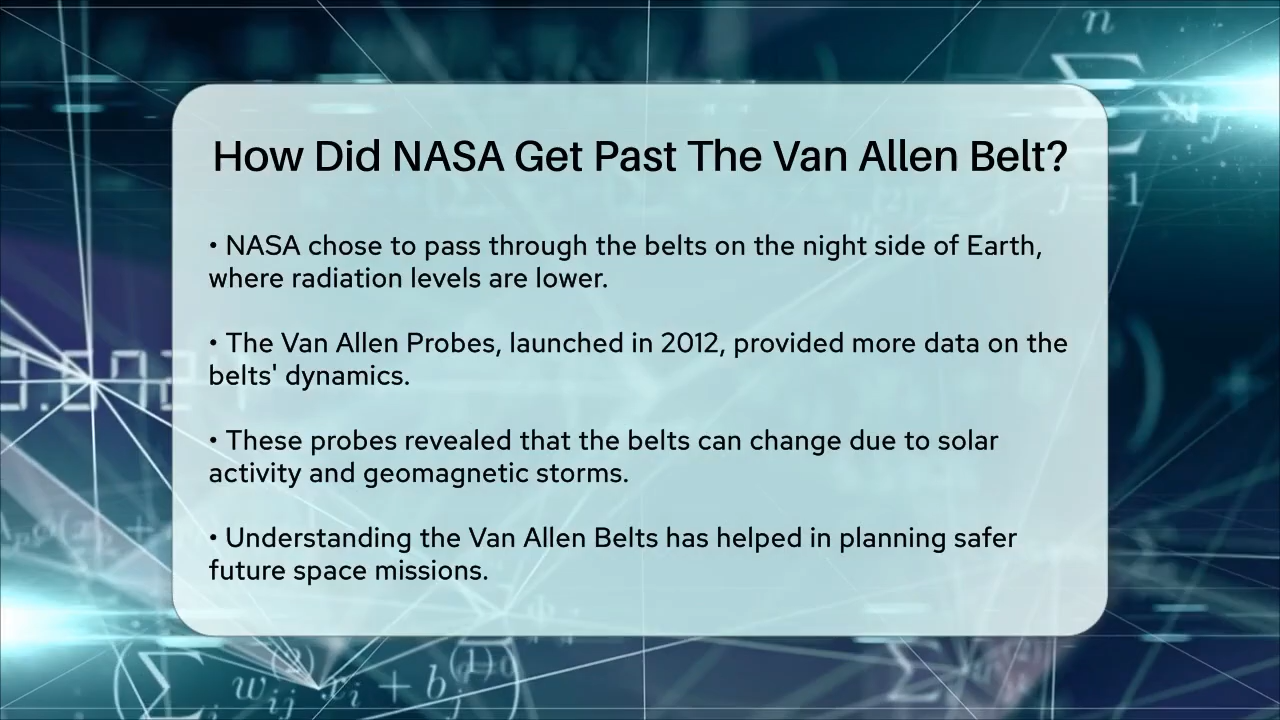 How Did NASA Get Past The Van Allen Belt?
• NASA chose to pass through the belts on the night side of Earth,
where radiation levels are lower.
• The Van Allen Probes, launched in 2012, provided more data on the
belts' dynamics.
• These probes revealed that the belts can change due to solar
activity and geomagnetic storms.
• Understanding the Van Allen Belts has helped in planning safer
future space missions.